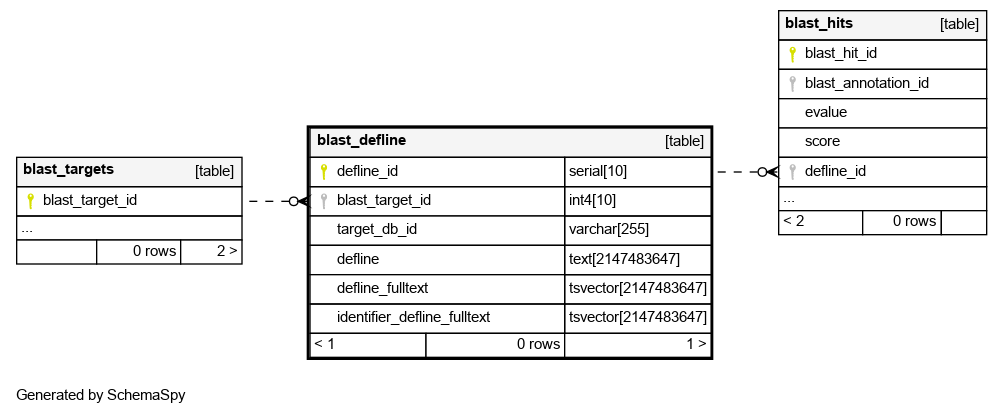 blast_targets [table]
blast_target_id
...
0 rows 2 >
blast_defline [table]
defline_id serial[10]
blast_target_id int4[10]
target_db_id varchar[255]
defline text[2147483647]
defline_fulltext tsvector[2147483647]
identifier_defline_fulltext tsvector[2147483647]
< 1 0 rows 1 >
blast_hits [table]
blast_hit_id
blast_annotation_id
evalue
score
defline_id
...
< 2 0 rows
Generated by SchemaSpy